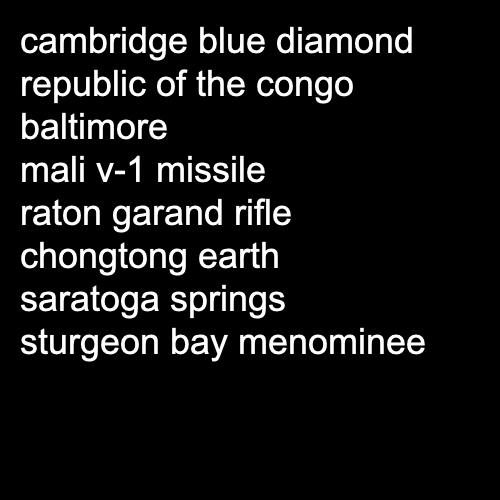 cambridge blue diamond
republic of the congo
baltimore
mali v-1 missile
raton garand rifle
chongtong earth
saratoga springs
sturgeon bay menominee